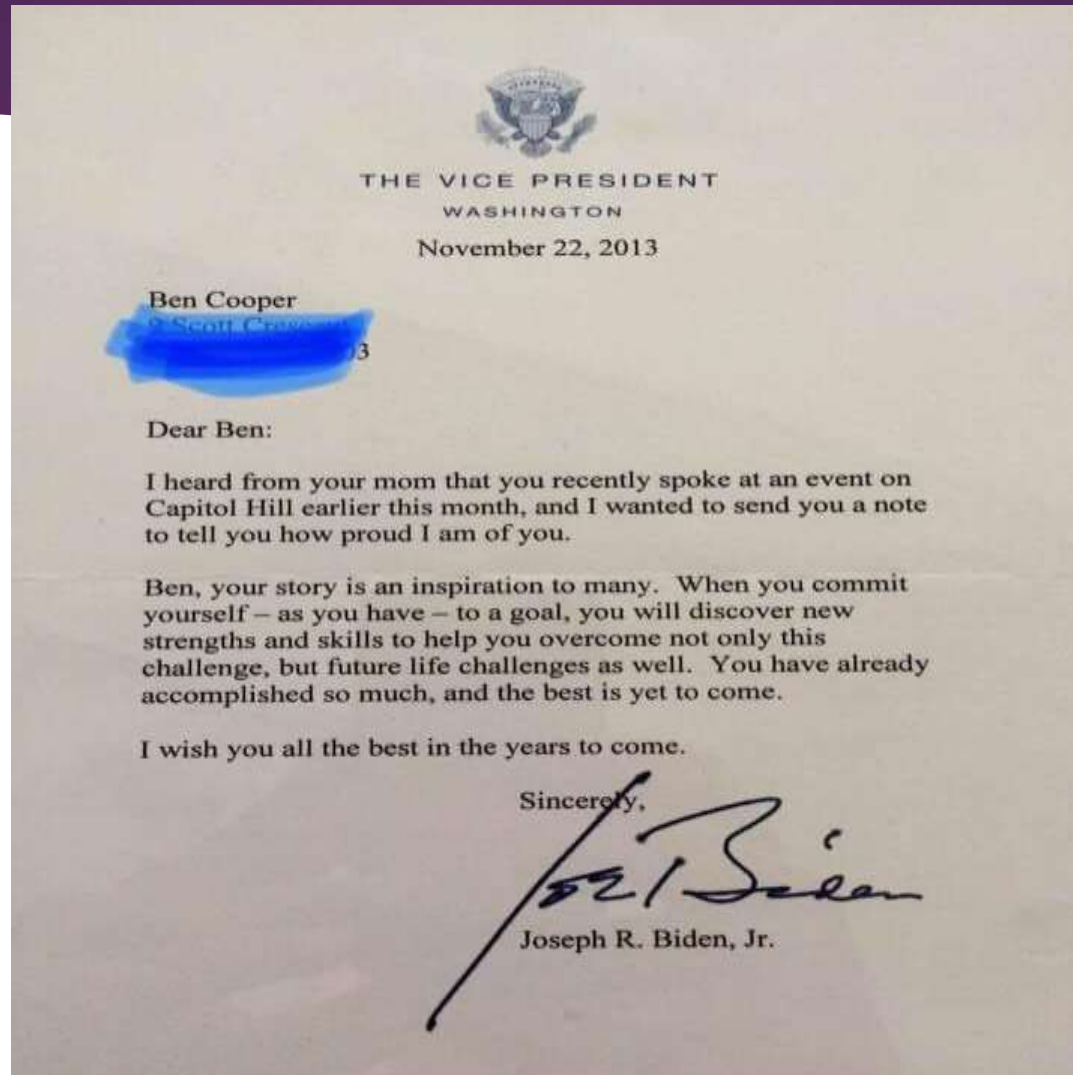 THE VICE PRESIDENT
WASHINGTON
November 22, 2013
Ben Cooper
3
Dear Ben:
I heard from your mom that you recently spoke at an event on
Capitol Hill earlier this month, and I wanted to send you a note
to tell you how proud I am of you.
Ben, your story is an inspiration to many. When you commit
yourself – as you have – to a goal, you will discover new
strengths and skills to help you overcome not only this
challenge, but future life challenges as well. You have already
accomplished so much, and the best is yet to come.
I wish you all the best in the years to come.
Sincerely,
Joe Biden
Joseph R. Biden, Jr.